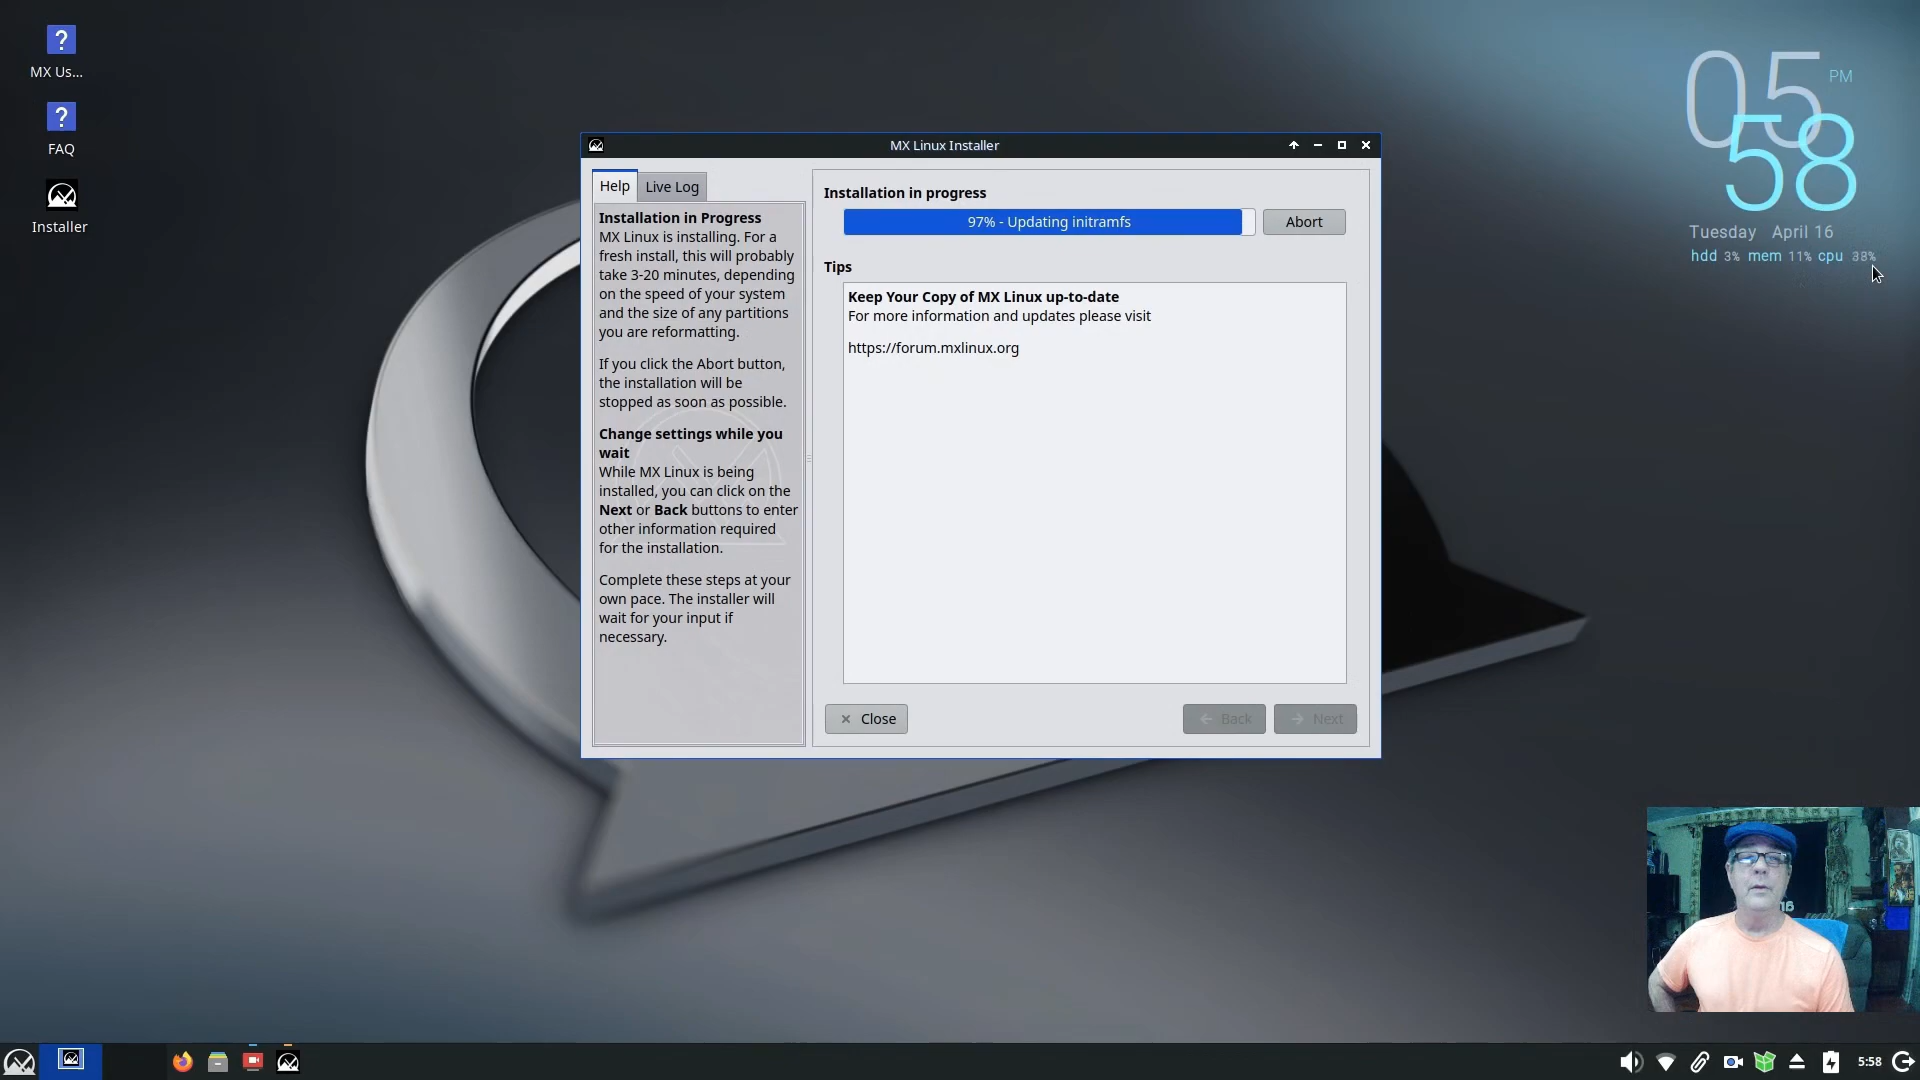 MX Us...
FAQ
Installer
05 PM
58
Tuesday April 16
hdd 3% mem 11% cpu 38%
MX Linux Installer
Help
Live Log
Installation in Progress
MX Linux is installing. For a
fresh install, this will probably
take 3-20 minutes, depending
on the speed of your system
and the size of any partitions
you are reformatting.
If you click the Abort button,
the installation will be
stopped as soon as possible.
Change settings while you
wait
While MX Linux is being
installed, you can click on the
Next or Back buttons to enter
other information required
for the installation.
Complete these steps at your
own pace. The installer will
wait for your input if
necessary.
Installation in progress
97% - Updating initramfs
Abort
Tips
Keep Your Copy of MX Linux up-to-date
For more information and updates please visit
https://forum.mxlinux.org
Close
Back
Next
5:58